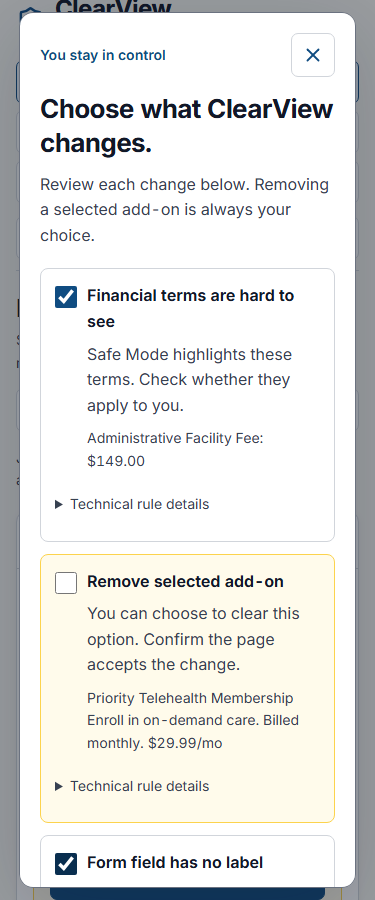 ClearView
You stay in control
Choose what ClearView
changes.
Review each change below. Removing
a selected add-on is always your
choice.
Financial terms are hard to
see
Safe Mode highlights these
terms. Check whether they
apply to you.
Administrative Facility Fee:
$149.00
Technical rule details
Remove selected add-on
You can choose to clear this
option. Confirm the page
accepts the change.
Priority Telehealth Membership
Enroll in on-demand care. Billed
monthly. $29.99/mo
Technical rule details
Form field has no label